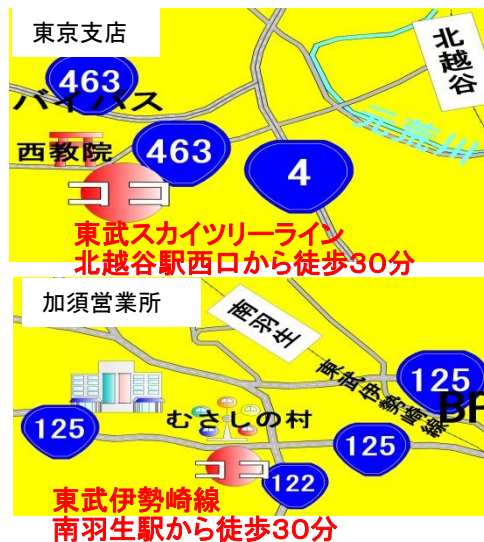 東京支店
北越谷
463
バイパス
元荒川
西教院
463
4
ココ
東武スカイツリーライン
北越谷駅西口から徒歩30分
加須営業所
南羽生
東武伊勢崎線
125
BP
むさしの村
125
125
ココ
122
東武伊勢崎線
南羽生駅から徒歩30分